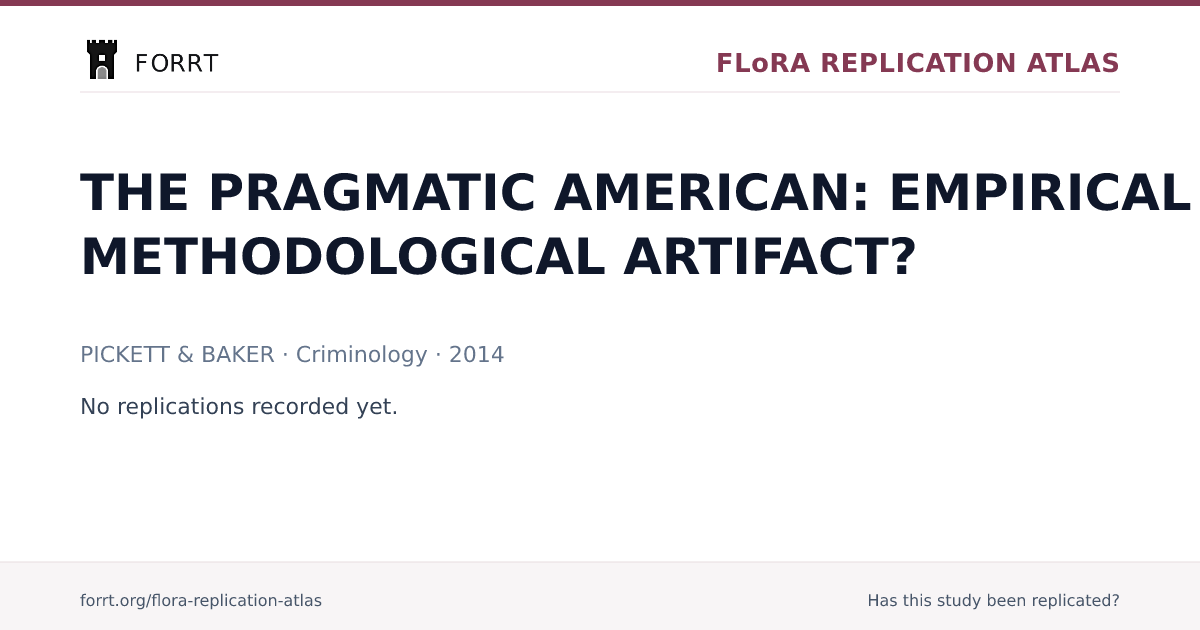 FORRT
FLoRA REPLICATION ATLAS
THE PRAGMATIC AMERICAN: EMPIRICAL
METHODOLOGICAL ARTIFACT?
PICKETT & BAKER · Criminology · 2014
No replications recorded yet.
forrt.org/flora-replication-atlas
Has this study been replicated?